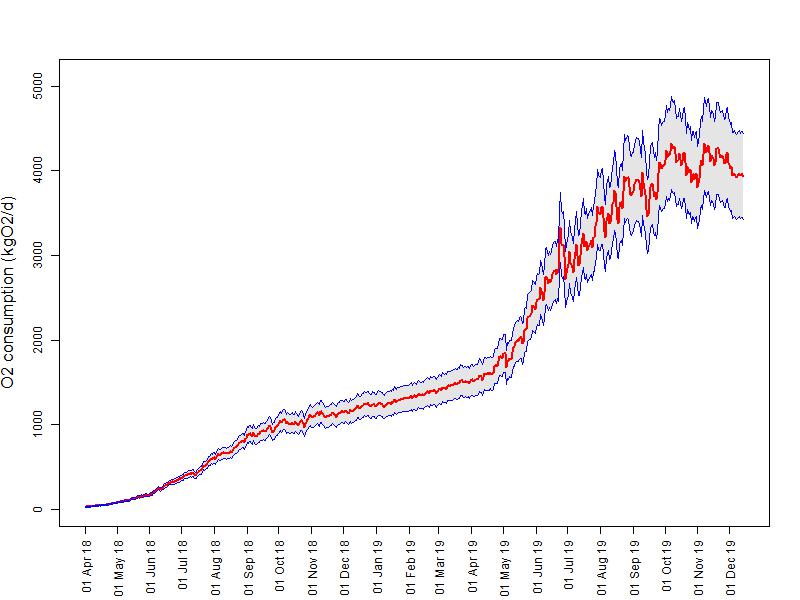 O2 consumption (kgO2/d)
5000
4000
3000
2000
1000
0
01 Apr 18
01 May 18
01 Jun 18
01 Jul 18
01 Aug 18
01 Sep 18
01 Oct 18
01 Nov 18
01 Dec 18
01 Jan 19
01 Feb 19
01 Mar 19
01 Apr 19
01 May 19
01 Jun 19
01 Jul 19
01 Aug 19
01 Sep 19
01 Oct 19
01 Nov 19
01 Dec 19